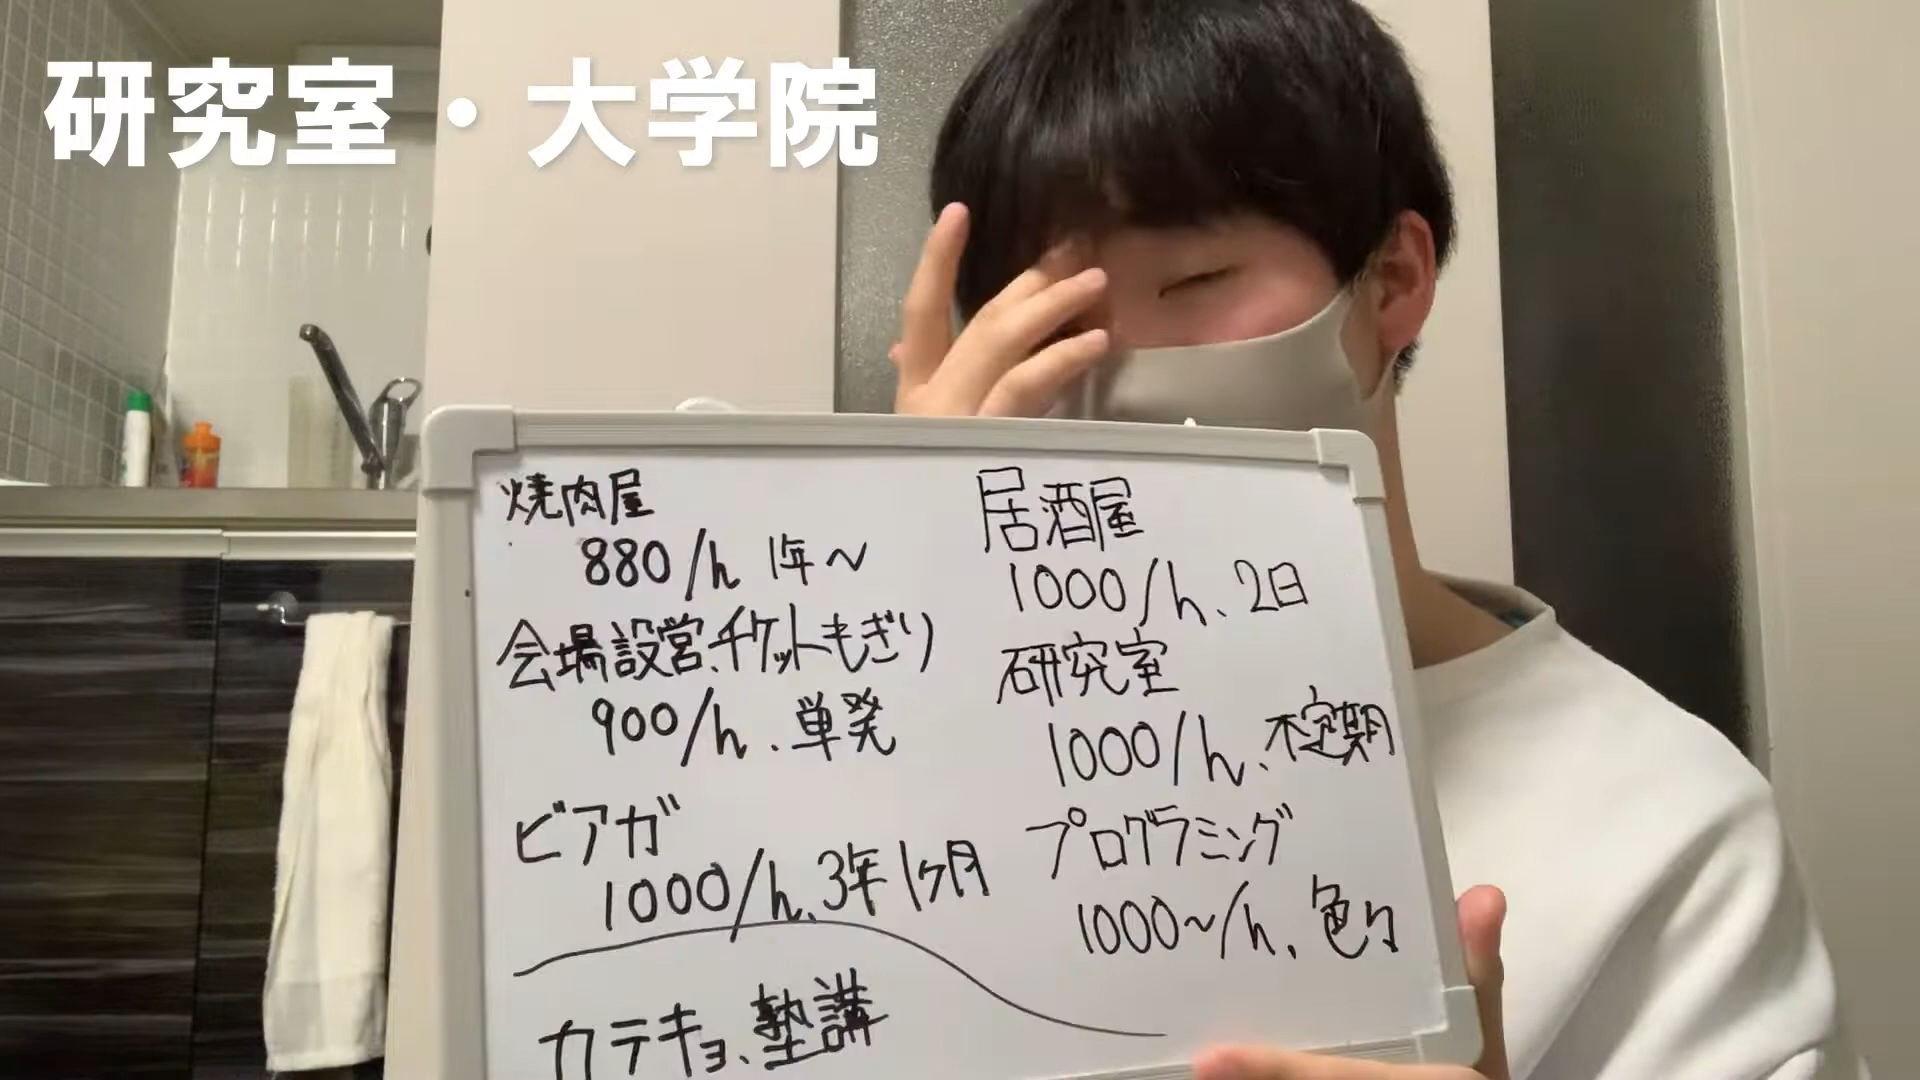 研究室・大学院
焼肉屋
880/h 1年～
会場設営、チケットもぎり
900/h、単発
ビアガ
1000/h、3年1ヶ月
カテキョ、塾講
居酒屋
1000/h、2日
研究室
1000/h、不定期
プログラミング
1000～/h、色々